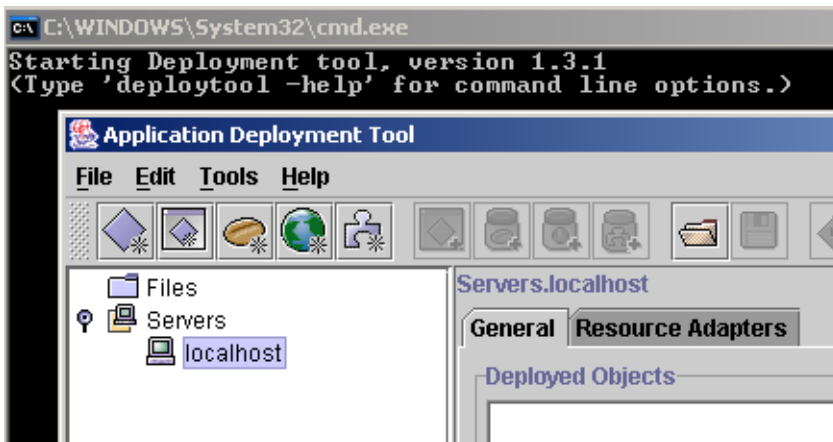 C:\WINDOWS\System32\cmd.exe
Starting Deployment tool, version 1.3.1
(Type 'deploytool -help' for command line options.)
Application Deployment Tool
File Edit Tools Help
Files
Servers
localhost
Servers.localhost
General Resource Adapters
Deployed Objects